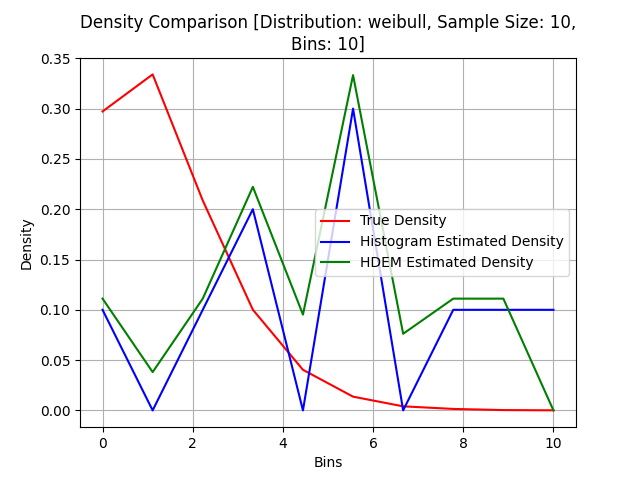 Density Comparison [Distribution: weibull, Sample Size: 10,
Bins: 10]
0.35
0.30
0.25
0.20
0.15
0.10
0.05
0.00
Density
True Density
Histogram Estimated Density
HDEM Estimated Density
0 2 4 6 8 10
Bins